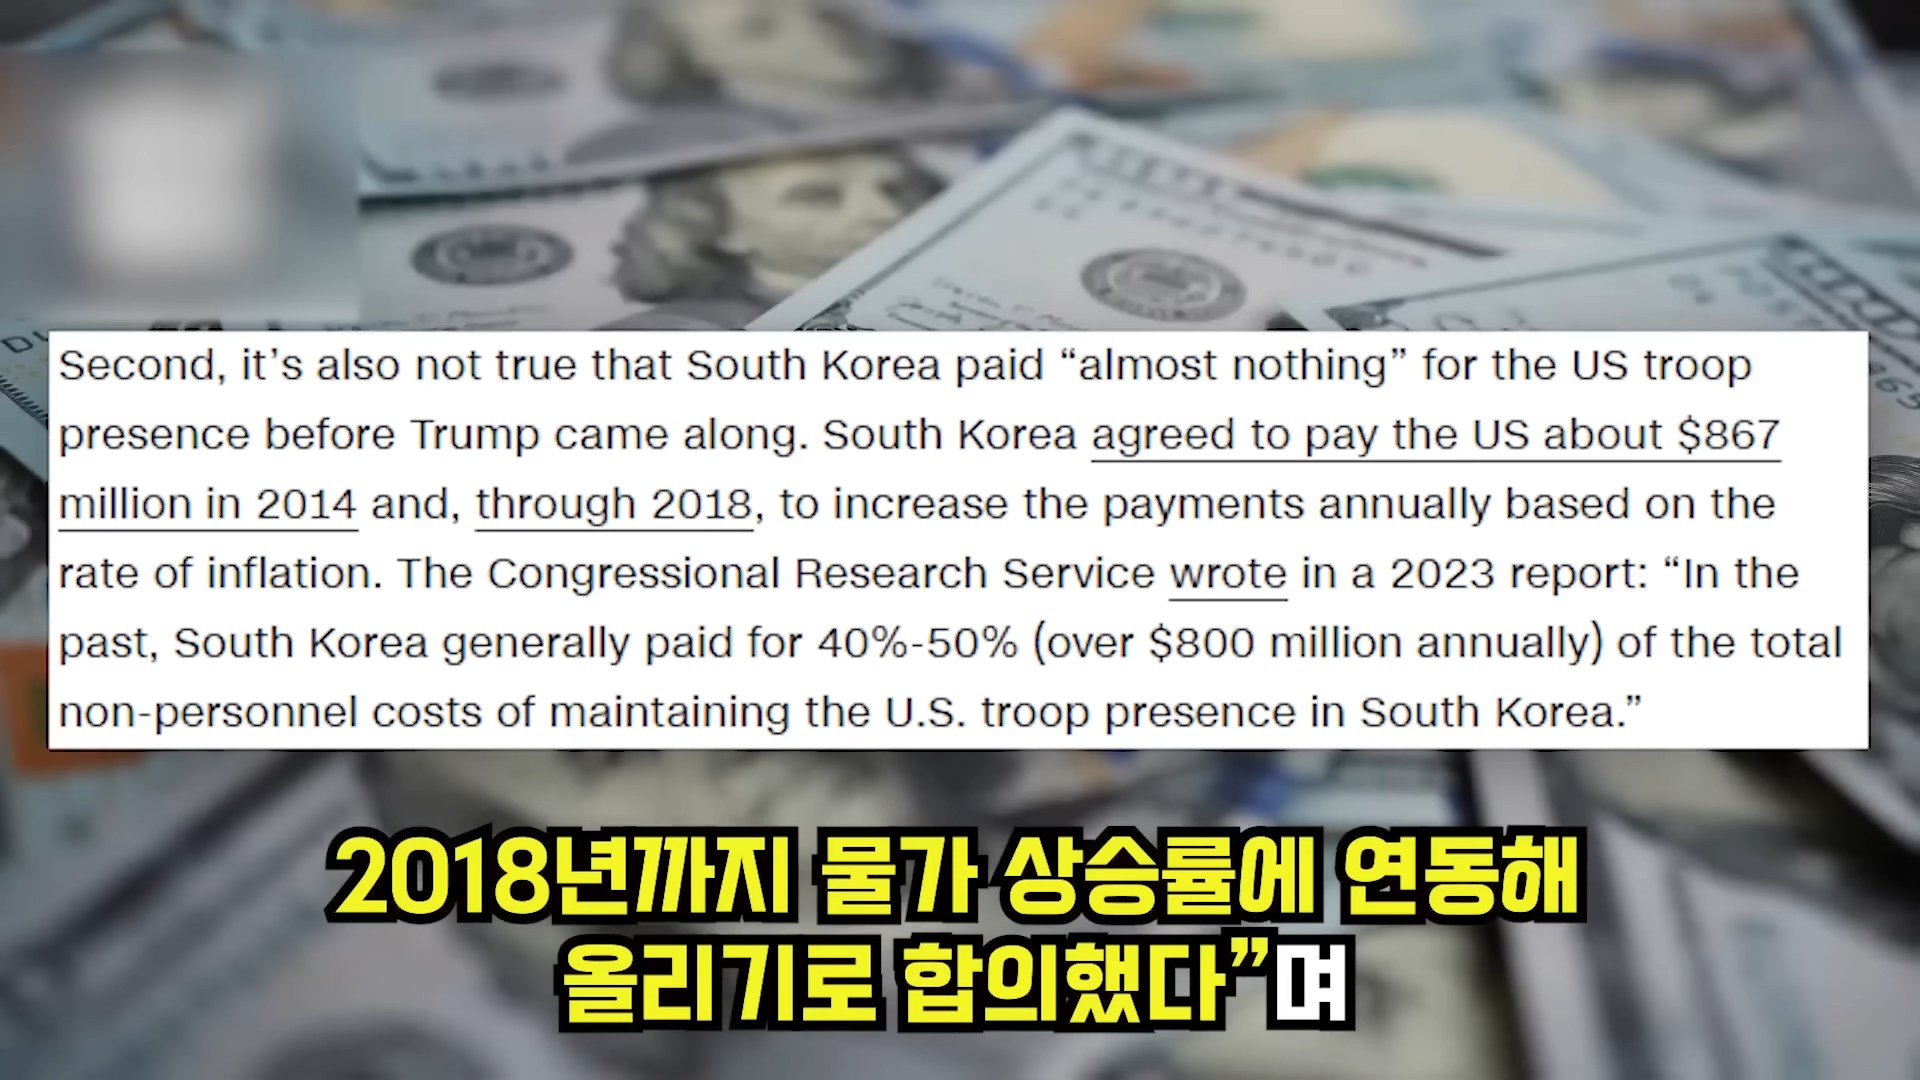 Second, it’s also not true that South Korea paid “almost nothing” for the US troop
presence before Trump came along. South Korea agreed to pay the US about $867
million in 2014 and, through 2018, to increase the payments annually based on the
rate of inflation. The Congressional Research Service wrote in a 2023 report: “In the
past, South Korea generally paid for 40%-50% (over $800 million annually) of the total
non-personnel costs of maintaining the U.S. troop presence in South Korea.”
2018년까지 물가 상승률에 연동해
올리기로 합의했다”며